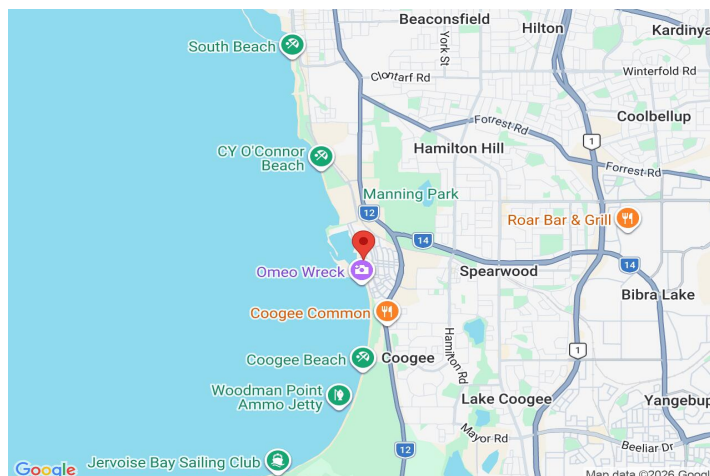 Beaconsfield
Hilton
Kardinya
South Beach
York St
Clontarf Rd
Winterfold Rd
Coolbellup
Forrest Rd
1
CY O'Connor
Beach
Hamilton Hill
Forrest Rd
Manning Park
12
Roar Bar & Grill
14
Omeo Wreck
Spearwood
14
Bibra Lake
Coogee Common
Hamilton Rd
1
Coogee Beach
Coogee
Woodman Point
Ammo Jetty
Lake Coogee
Yangebup
Mayor Rd
12
Beeliar Dr
Jervoise Bay Sailing Club
Google
Map data ©2026 Google